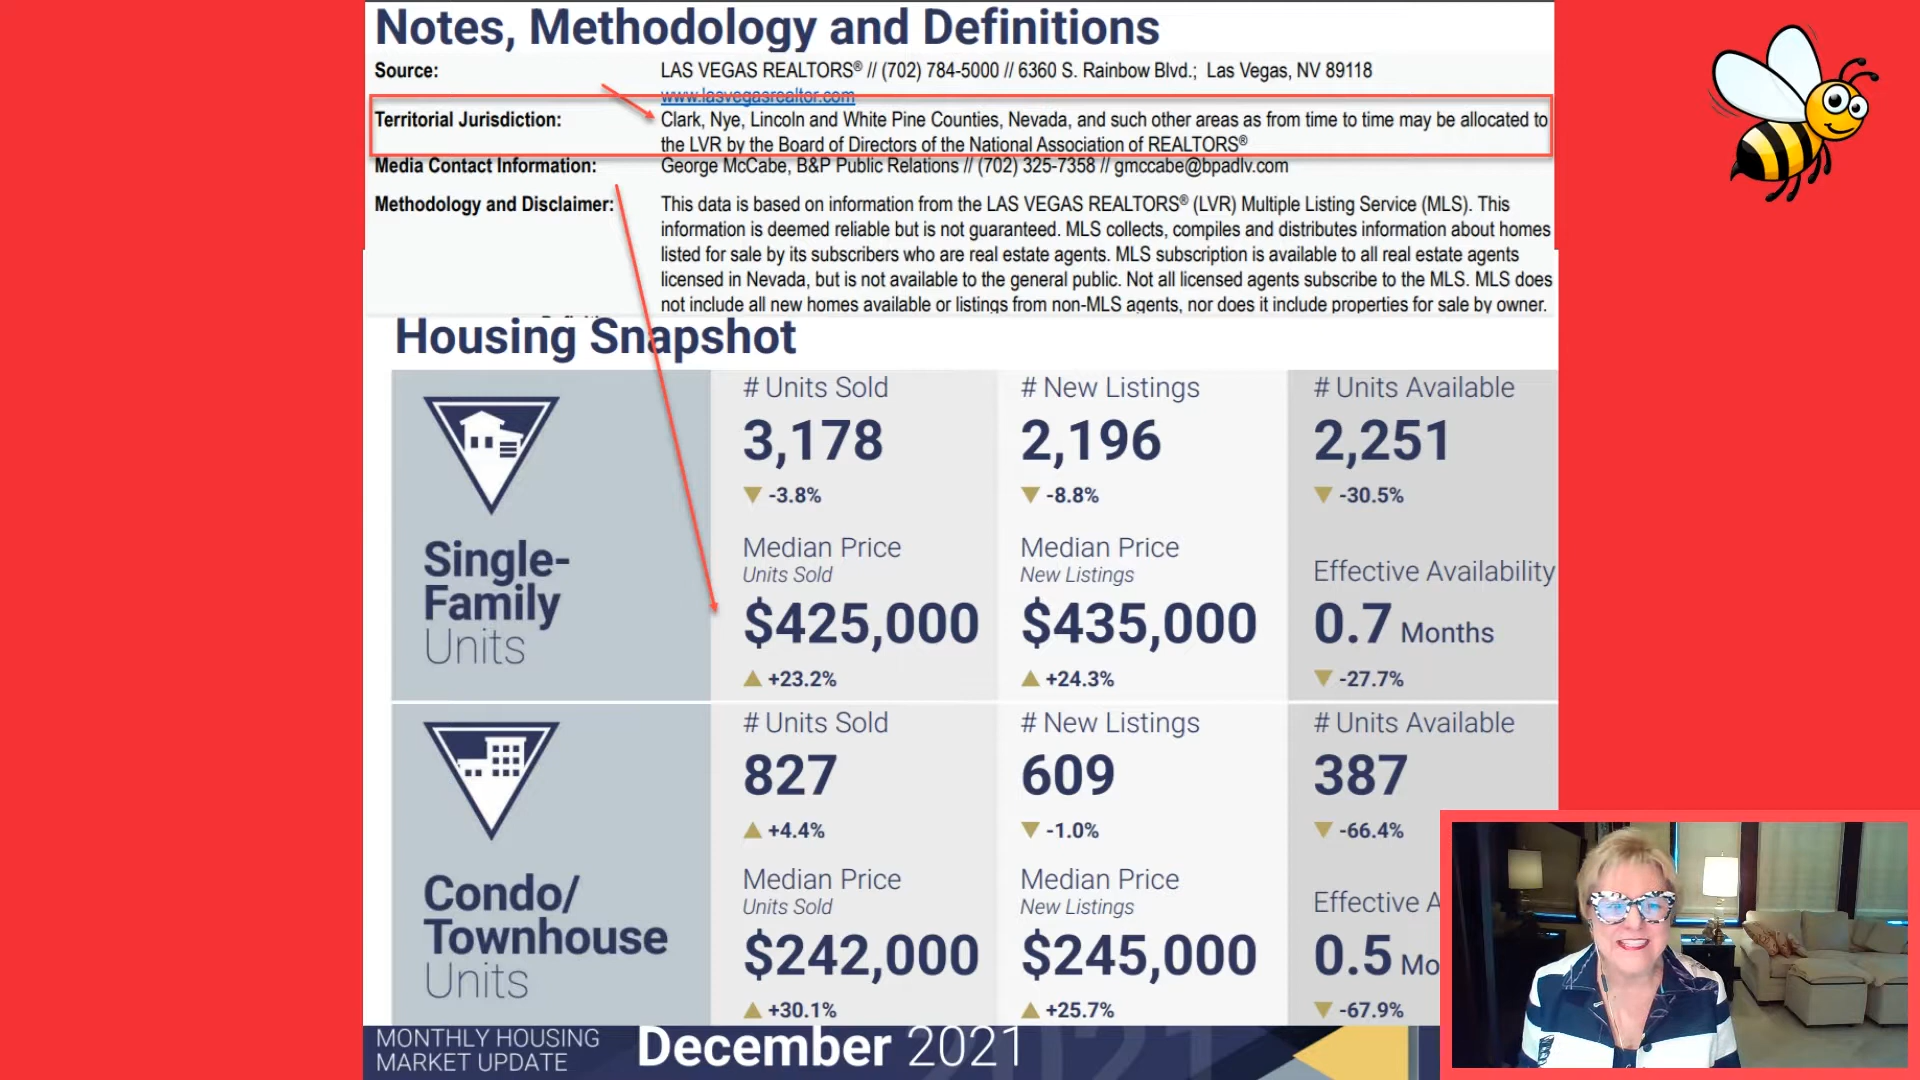 Notes, Methodology and Definitions
Source: LAS VEGAS REALTORS® // (702) 784-5000 // 6360 S. Rainbow Blvd.; Las Vegas, NV 89118
www.lasvegasrealtor.com
Territorial Jurisdiction: Clark, Nye, Lincoln and White Pine Counties, Nevada, and such other areas as from time to time may be allocated to
the LVR by the Board of Directors of the National Association of REALTORS®
Media Contact Information: George McCabe, B&P Public Relations // (702) 325-7358 // gmccabe@bpadlv.com
Methodology and Disclaimer: This data is based on information from the LAS VEGAS REALTORS® (LVR) Multiple Listing Service (MLS). This
information is deemed reliable but is not guaranteed. MLS collects, compiles and distributes information about homes
listed for sale by its subscribers who are real estate agents. MLS subscription is available to all real estate agents
licensed in Nevada, but is not available to the general public. Not all licensed agents subscribe to the MLS. MLS does
not include all new homes available or listings from non-MLS agents, nor does it include properties for sale by owner.
Housing Snapshot
Single-
Family
Units
# Units Sold
3,178
-3.8%
Median Price
Units Sold
$425,000
+23.2%
# New Listings
2,196
-8.8%
Median Price
New Listings
$435,000
+24.3%
# Units Available
2,251
-30.5%
Effective Availability
0.7 Months
-27.7%
Condo/
Townhouse
Units
# Units Sold
827
+4.4%
Median Price
Units Sold
$242,000
+30.1%
# New Listings
609
-1.0%
Median Price
New Listings
$245,000
+25.7%
# Units Available
387
-66.4%
Effective A
0.5 Mo
-67.9%
MONTHLY HOUSING
MARKET UPDATE
December 2021